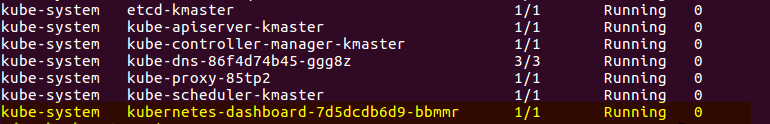 kube-system etcd-kmaster 1/1 Running 0
kube-system kube-apiserver-kmaster 1/1 Running 0
kube-system kube-controller-manager-kmaster 1/1 Running 0
kube-system kube-dns-86f4d74b45-ggg8z 3/3 Running 0
kube-system kube-proxy-85tp2 1/1 Running 0
kube-system kube-scheduler-kmaster 1/1 Running 0
kube-system kubernetes-dashboard-7d5dcdb6d9-bbmmr 1/1 Running 0